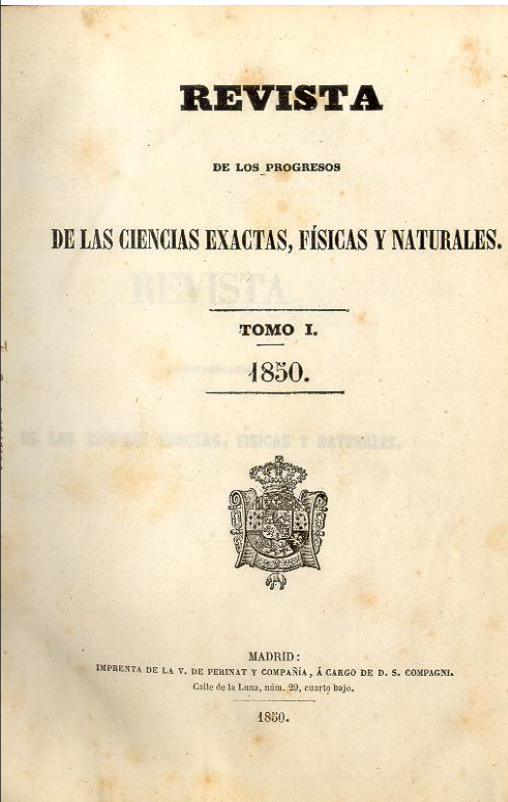 REVISTA
DE LOS PROGRESOS
DE LAS CIENCIAS EXACTAS, FÍSICAS Y NATURALES.
TOMO I.
1850.
MADRID:
IMPRENTA DE LA V. DE PERINAT Y COMPAÑÍA, Á CARGO DE D. S. COMPAGNI.
Calle de la Luna, núm. 29, cuarto bajo.
1850.